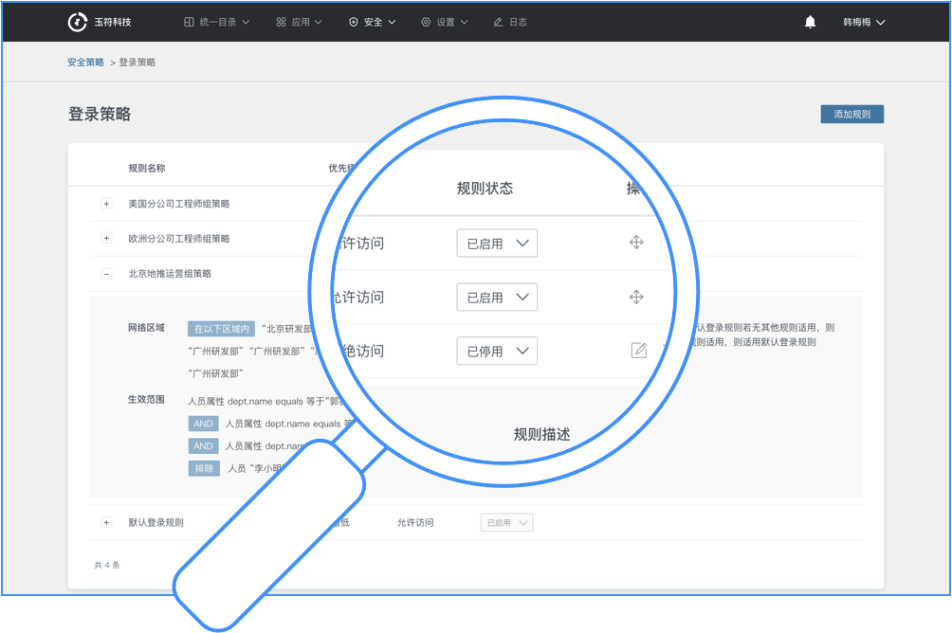 玉符科技 统一目录 应用 安全 设置 日志 韩梅梅
安全策略 > 登录策略
登录策略 添加规则
规则名称 优先级 规则状态
美国分公司工程师组策略 允许访问 已启用
欧洲分公司工程师组策略 允许访问 已启用
北京地推运营组策略 拒绝访问 已停用
规则描述
网络区域 在以下区域内 “北京研发部
认登录规则若无其他规则适用，则
“广州研发部” “广州研发部”
则适用，则适用默认登录规则
“广州研发部”
生效范围 人员属性 dept.name equals 等于“
AND 人员属性 dept.name equals
AND 人员属性
排除 人员 “李小明
默认登录规则 低 允许访问 已启用
共 4 条